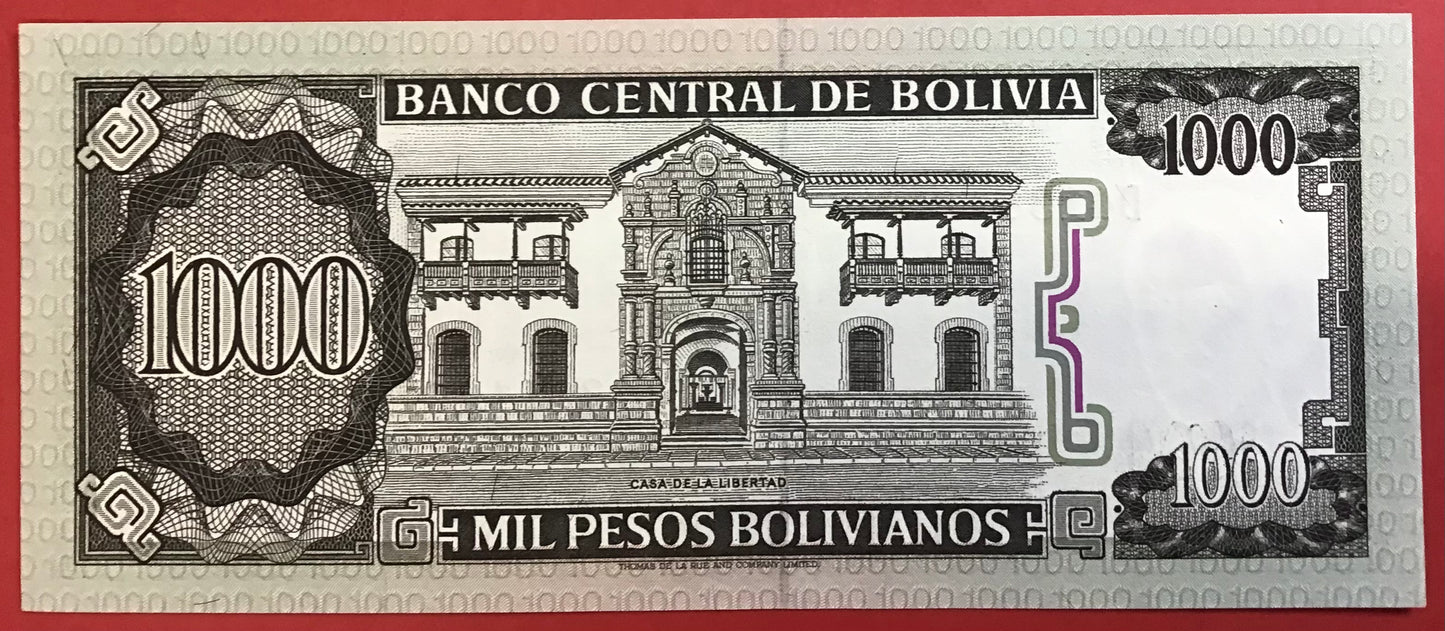 BANCO CENTRAL DE BOLIVIA
1000
1000
CASA DE LA LIBERTAD
1000
MIL PESOS BOLIVIANOS
THOMAS DE LA RUE AND COMPANY LIMITED.